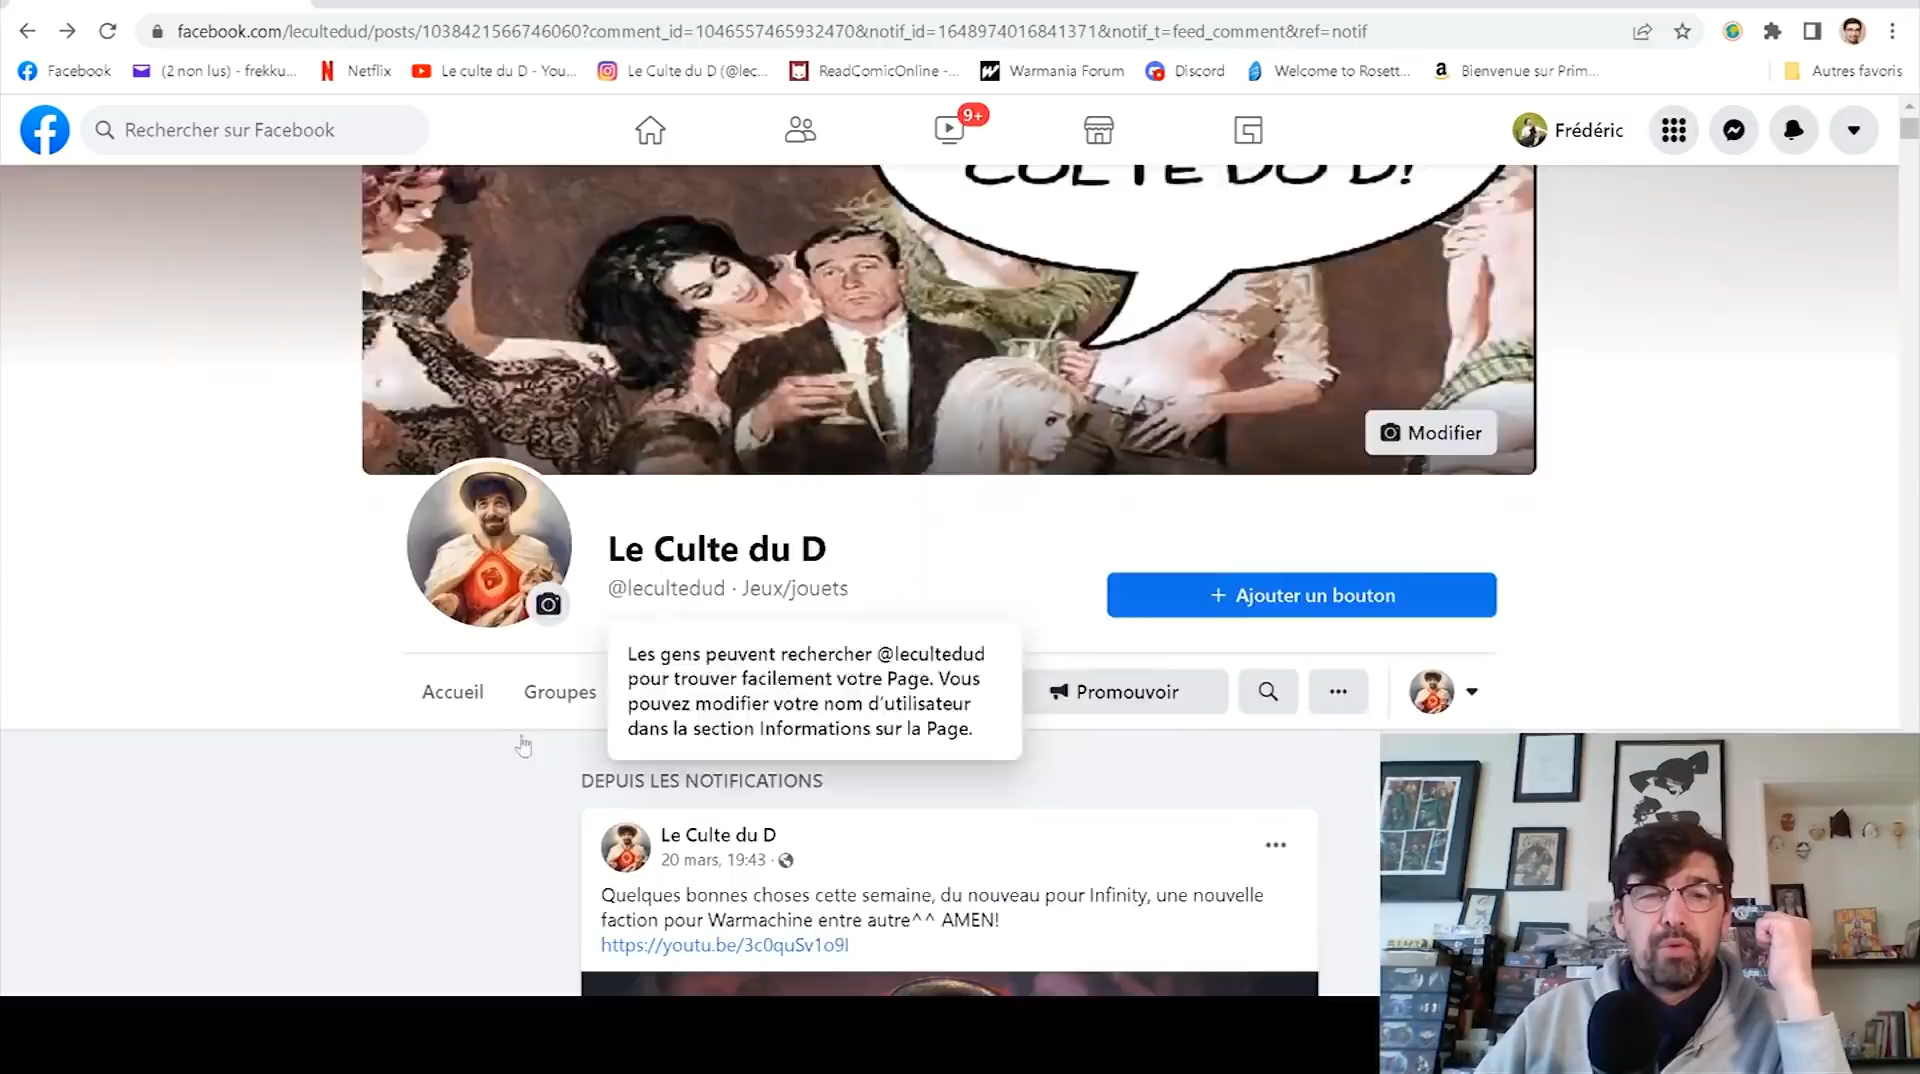 facebook.com/lecultedud/posts/1038421566746060?comment_id=1046557465932470&notif_id=1648974016841371&notif_t=feed_comment&ref=notif
Facebook
(2 non lus) - frekku...
Netflix
Le culte du D - You...
Le Culte du D (@lec...
ReadComicOnline -...
Warmania Forum
Discord
Welcome to Rosett...
Bienvenue sur Prim...
Autres favoris
Rechercher sur Facebook
9+
Frédéric
CULTE DU D!
Modifier
Le Culte du D
@lecultedud · Jeux/jouets
+ Ajouter un bouton
Les gens peuvent rechercher @lecultedud
pour trouver facilement votre Page. Vous
pouvez modifier votre nom d'utilisateur
dans la section Informations sur la Page.
Accueil
Groupes
Promouvoir
DEPUIS LES NOTIFICATIONS
Le Culte du D
20 mars, 19:43 ·
Quelques bonnes choses cette semaine, du nouveau pour Infinity, une nouvelle
faction pour Warmachine entre autre^^ AMEN!
https://youtu.be/3c0quSv1o9I